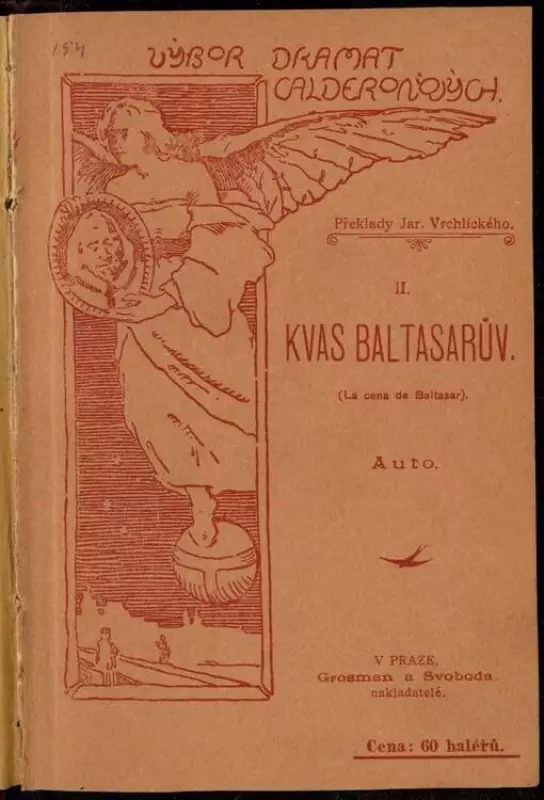 154
VÝBOR DRAMAT
CALDERONOVÝCH.
Překlady Jar. Vrchlického.
II.
KVAS BALTASARŮV.
(La cena de Baltasar).
Auto.
V PRAZE,
Grosman a Svoboda
nakladatelé.
Cena: 60 haléřů.